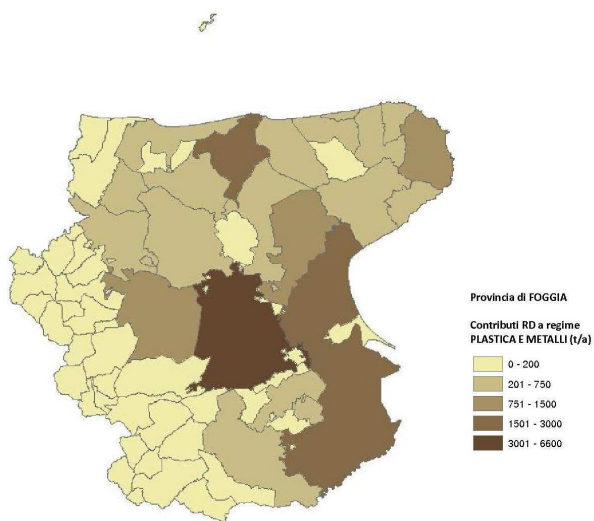 Provincia di FOGGIA
Contributi RD a regime
PLASTICA E METALLI (t/a)
0 - 200
201 - 750
751 - 1500
1501 - 3000
3001 - 6600